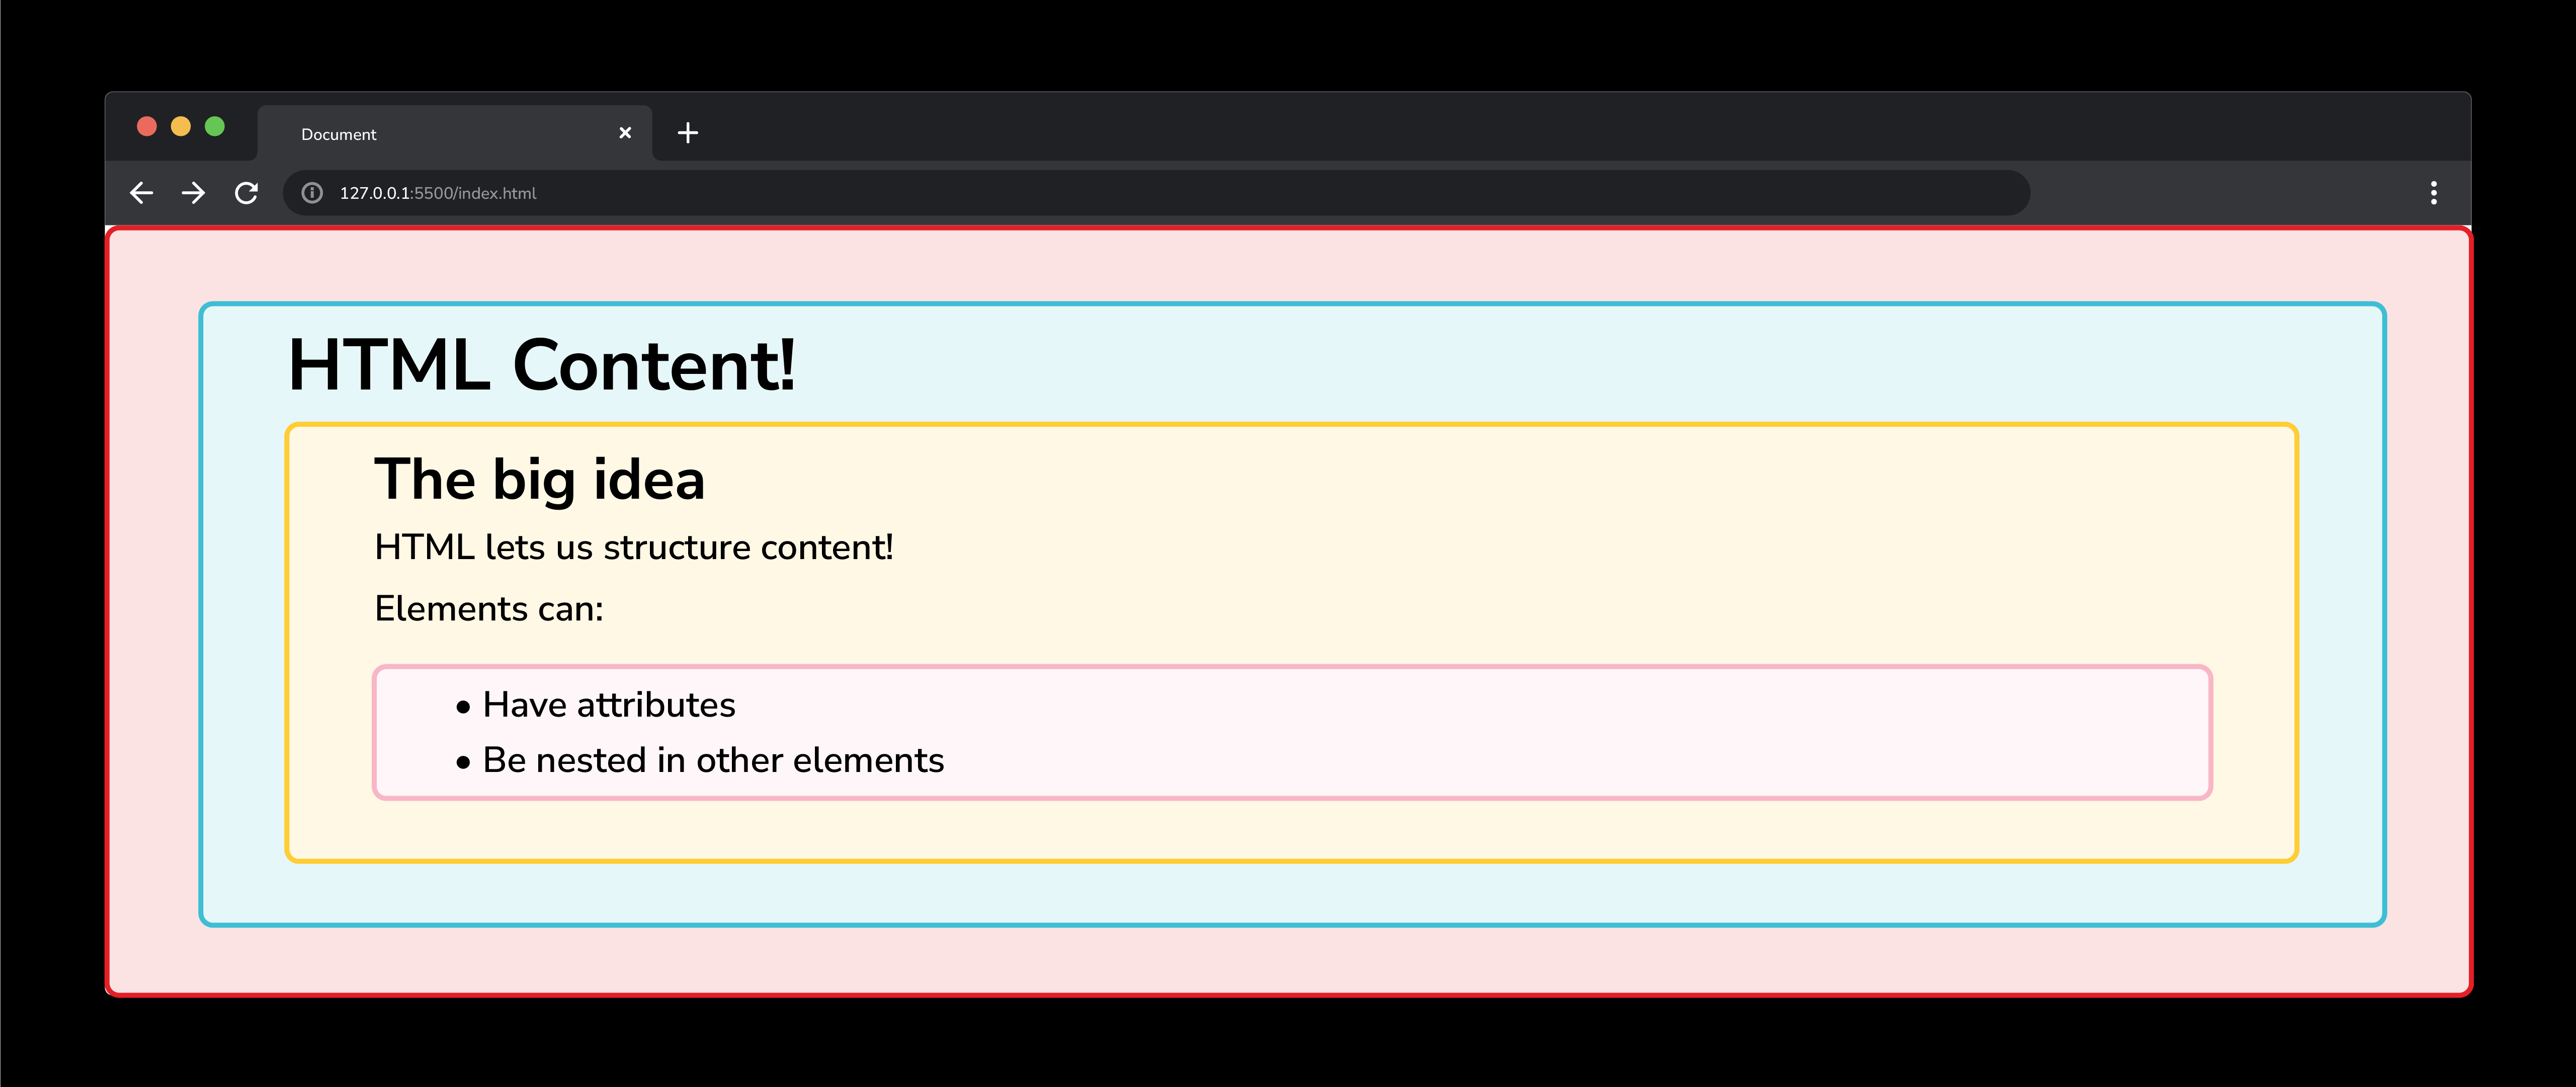 Document
127.0.0.1:5500/index.html
HTML Content!
The big idea
HTML lets us structure content!
Elements can:
• Have attributes
• Be nested in other elements